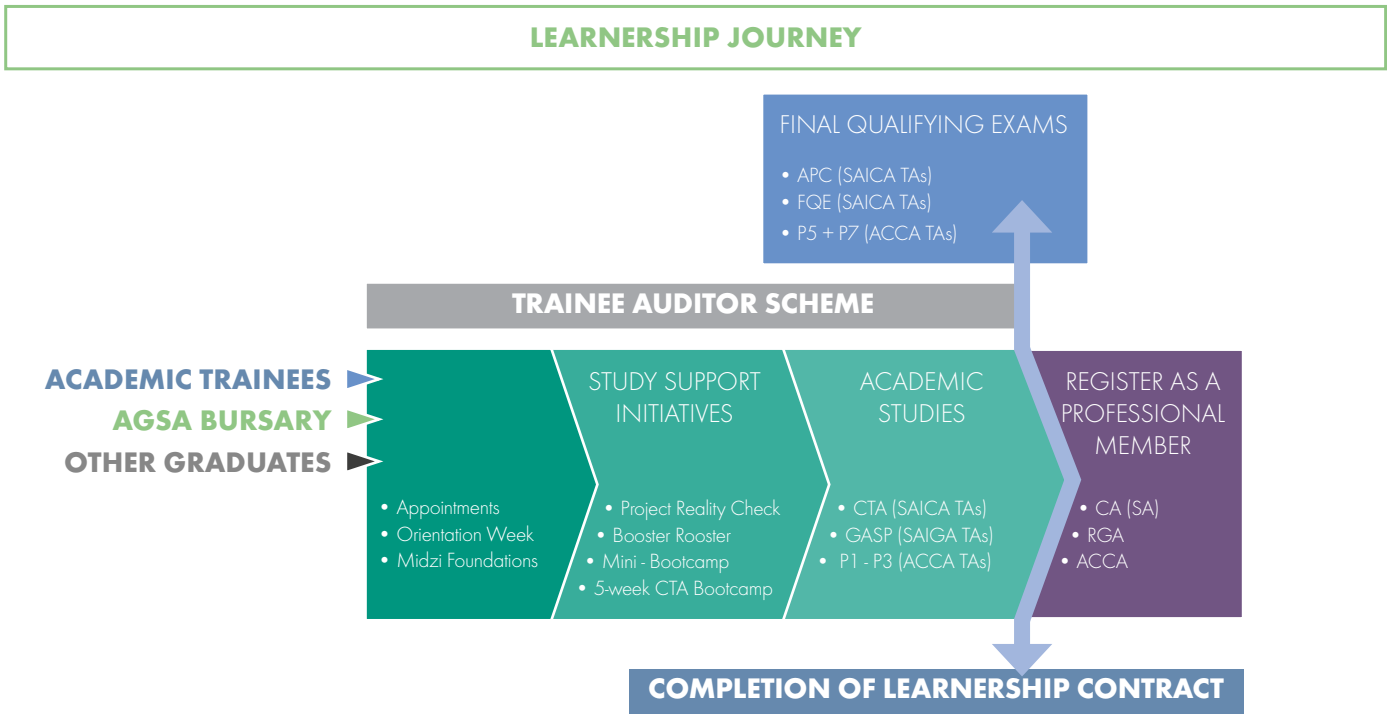 LEARNERSHIP JOURNEY
FINAL QUALIFYING EXAMS
• APC (SAICA TAs)
• FQE (SAICA TAs)
• P5 + P7 (ACCA TAs)
TRAINEE AUDITOR SCHEME
ACADEMIC TRAINEES
AGSA BURSARY
OTHER GRADUATES
• Appointments
• Orientation Week
• Midzi Foundations
STUDY SUPPORT
INITIATIVES
• Project Reality Check
• Booster Rooster
• Mini - Bootcamp
• 5-week CTA Bootcamp
ACADEMIC
STUDIES
• CTA (SAICA TAs)
• GASP (SAIGA TAs)
• P1 - P3 (ACCA TAs)
REGISTER AS A
PROFESSIONAL
MEMBER
• CA (SA)
• RGA
• ACCA
COMPLETION OF LEARNERSHIP CONTRACT